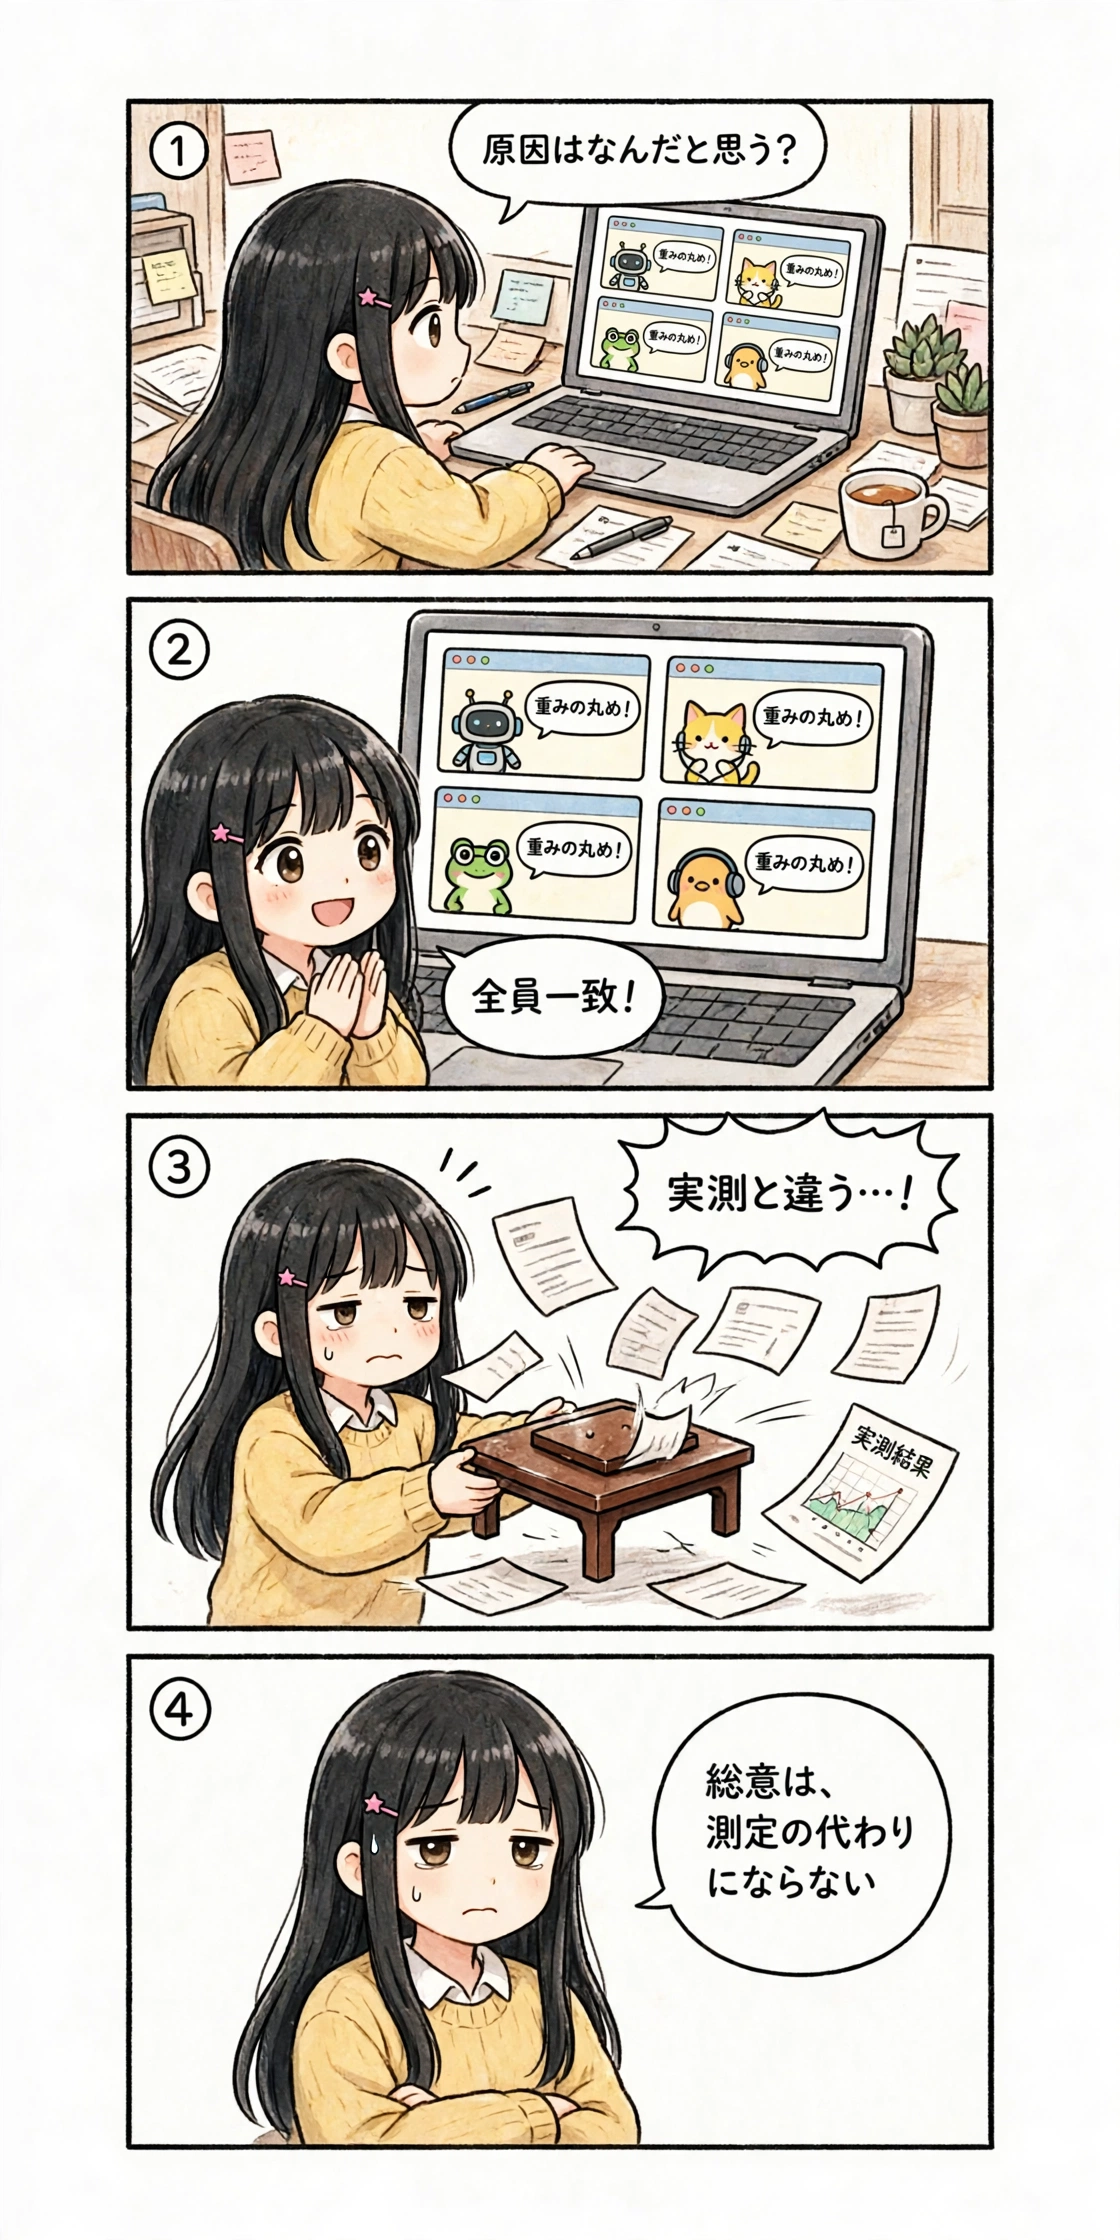 ①
原因はなんだと思う？
重みの丸め！
重みの丸め！
重みの丸め！
重みの丸め！
②
重みの丸め！
重みの丸め！
重みの丸め！
重みの丸め！
全員一致！
③
実測と違う…！
実測結果
④
総意は、
測定の代わり
にならない